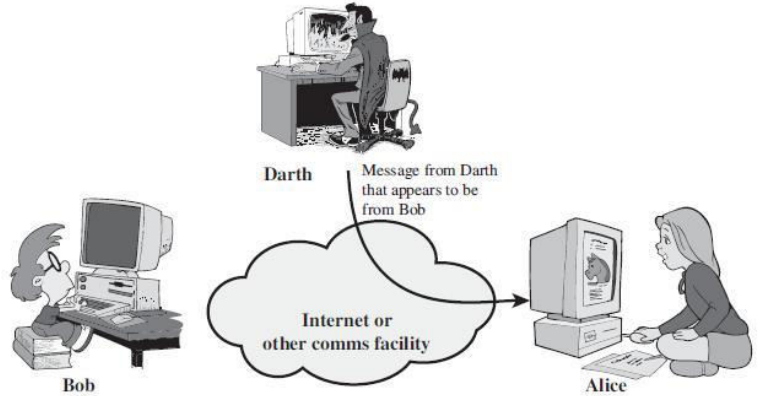 Darth
Message from Darth
that appears to be
from Bob
Internet or
other comms facility
Bob
Alice